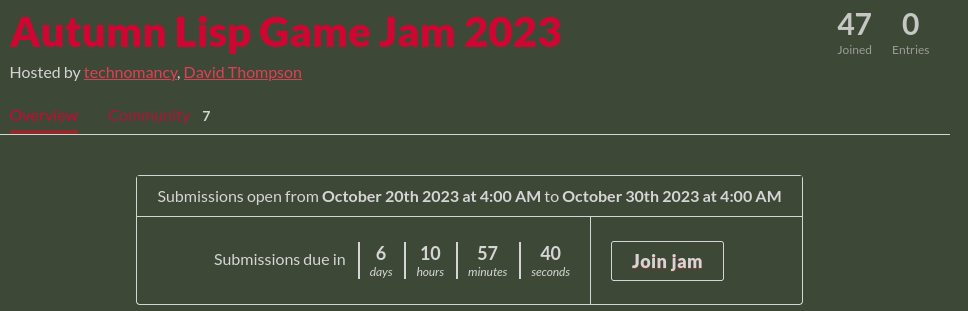 Autumn Lisp Game Jam 2023
47 0
Joined Entries
Hosted by technomancy, David Thompson
Overview Community 7
Submissions open from October 20th 2023 at 4:00 AM to October 30th 2023 at 4:00 AM
Submissions due in 6 10 57 40
days hours minutes seconds
Join jam